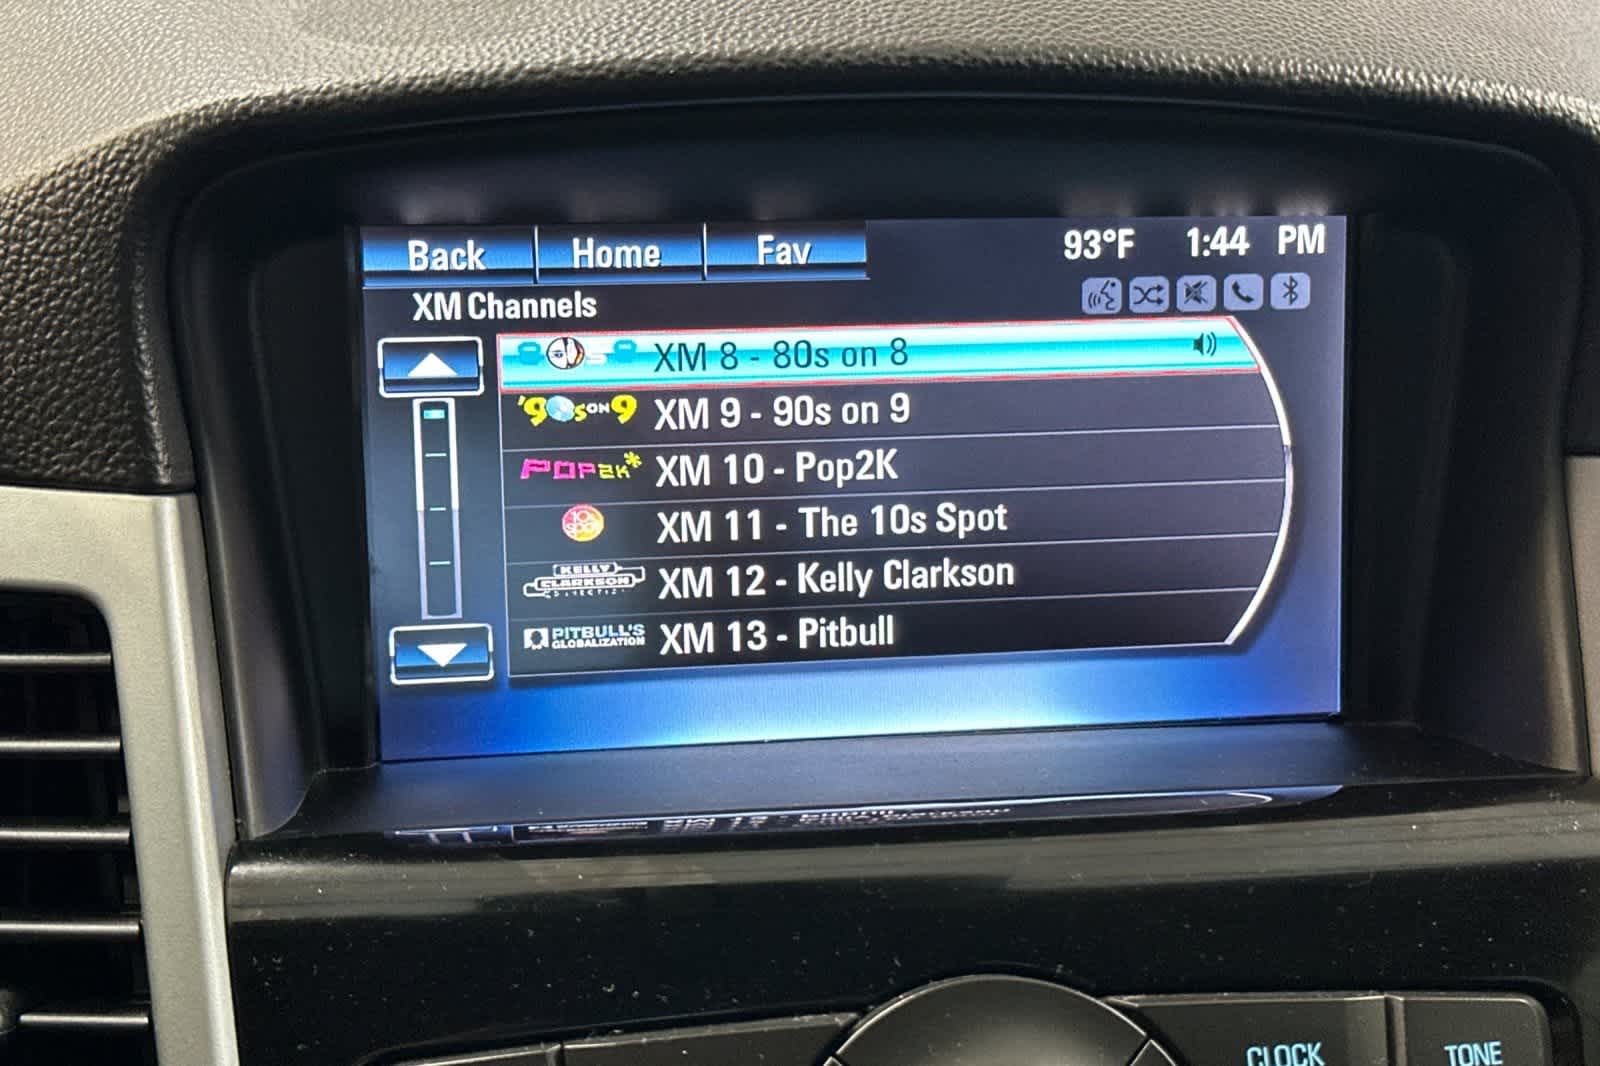 Back Home Fav 93°F 1:44 PM
XM Channels
XM 8 - 80s on 8
'90s ON 9 XM 9 - 90s on 9
POP2K* XM 10 - Pop2K
10s spot XM 11 - The 10s Spot
KELLY CLARKSON XM 12 - Kelly Clarkson
PITBULL'S GLOBALIZATION XM 13 - Pitbull
CLOCK TONE